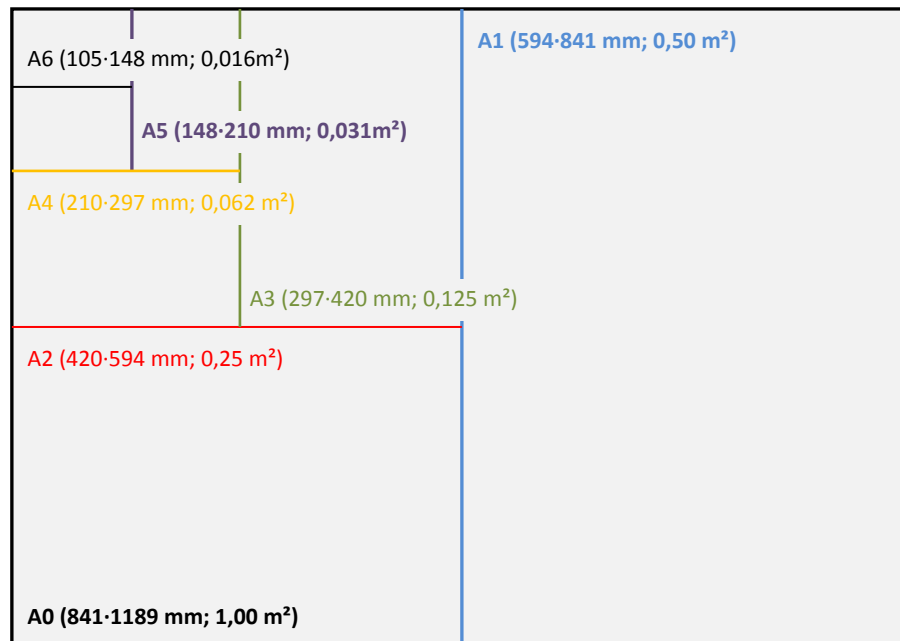 A1 (594·841 mm; 0,50 m²)
A6 (105·148 mm; 0,016m²)
A5 (148·210 mm; 0,031m²)
A4 (210·297 mm; 0,062 m²)
A3 (297·420 mm; 0,125 m²)
A2 (420·594 mm; 0,25 m²)
A0 (841·1189 mm; 1,00 m²)